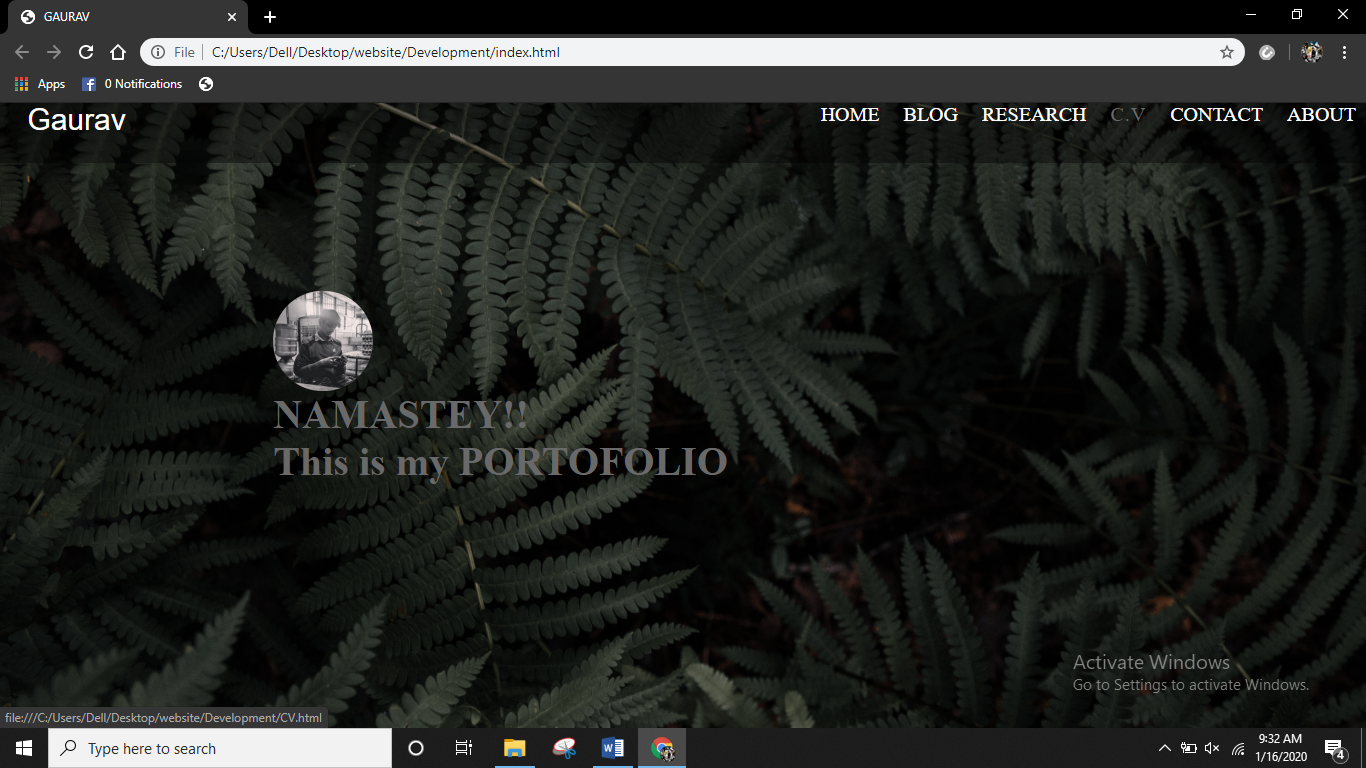 GAURAV
File
C:/Users/Dell/Desktop/website/Development/index.html
Apps
0 Notifications
Gaurav
HOME BLOG RESEARCH C.V CONTACT ABOUT
NAMASTEY!!
This is my PORTOFOLIO
Activate Windows
Go to Settings to activate Windows.
file:///C:/Users/Dell/Desktop/website/Development/CV.html
Type here to search
9:32 AM
1/16/2020
4